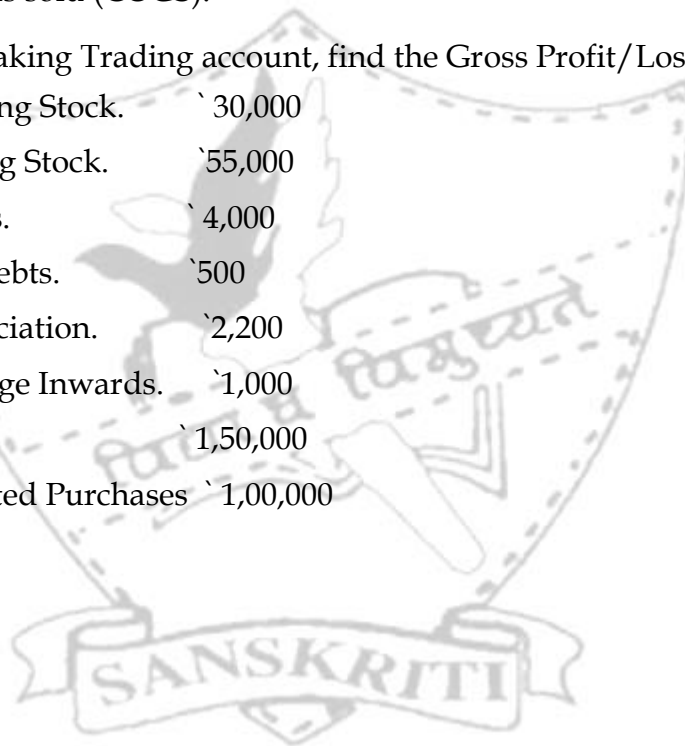 s sold (COGS).
aking Trading account, find the Gross Profit/Los
ng Stock. ` 30,000
g Stock. `55,000
s. ` 4,000
ebts. `500
ciation. `2,200
ge Inwards. `1,000
` 1,50,000
ted Purchases ` 1,00,000
SANSKRITI